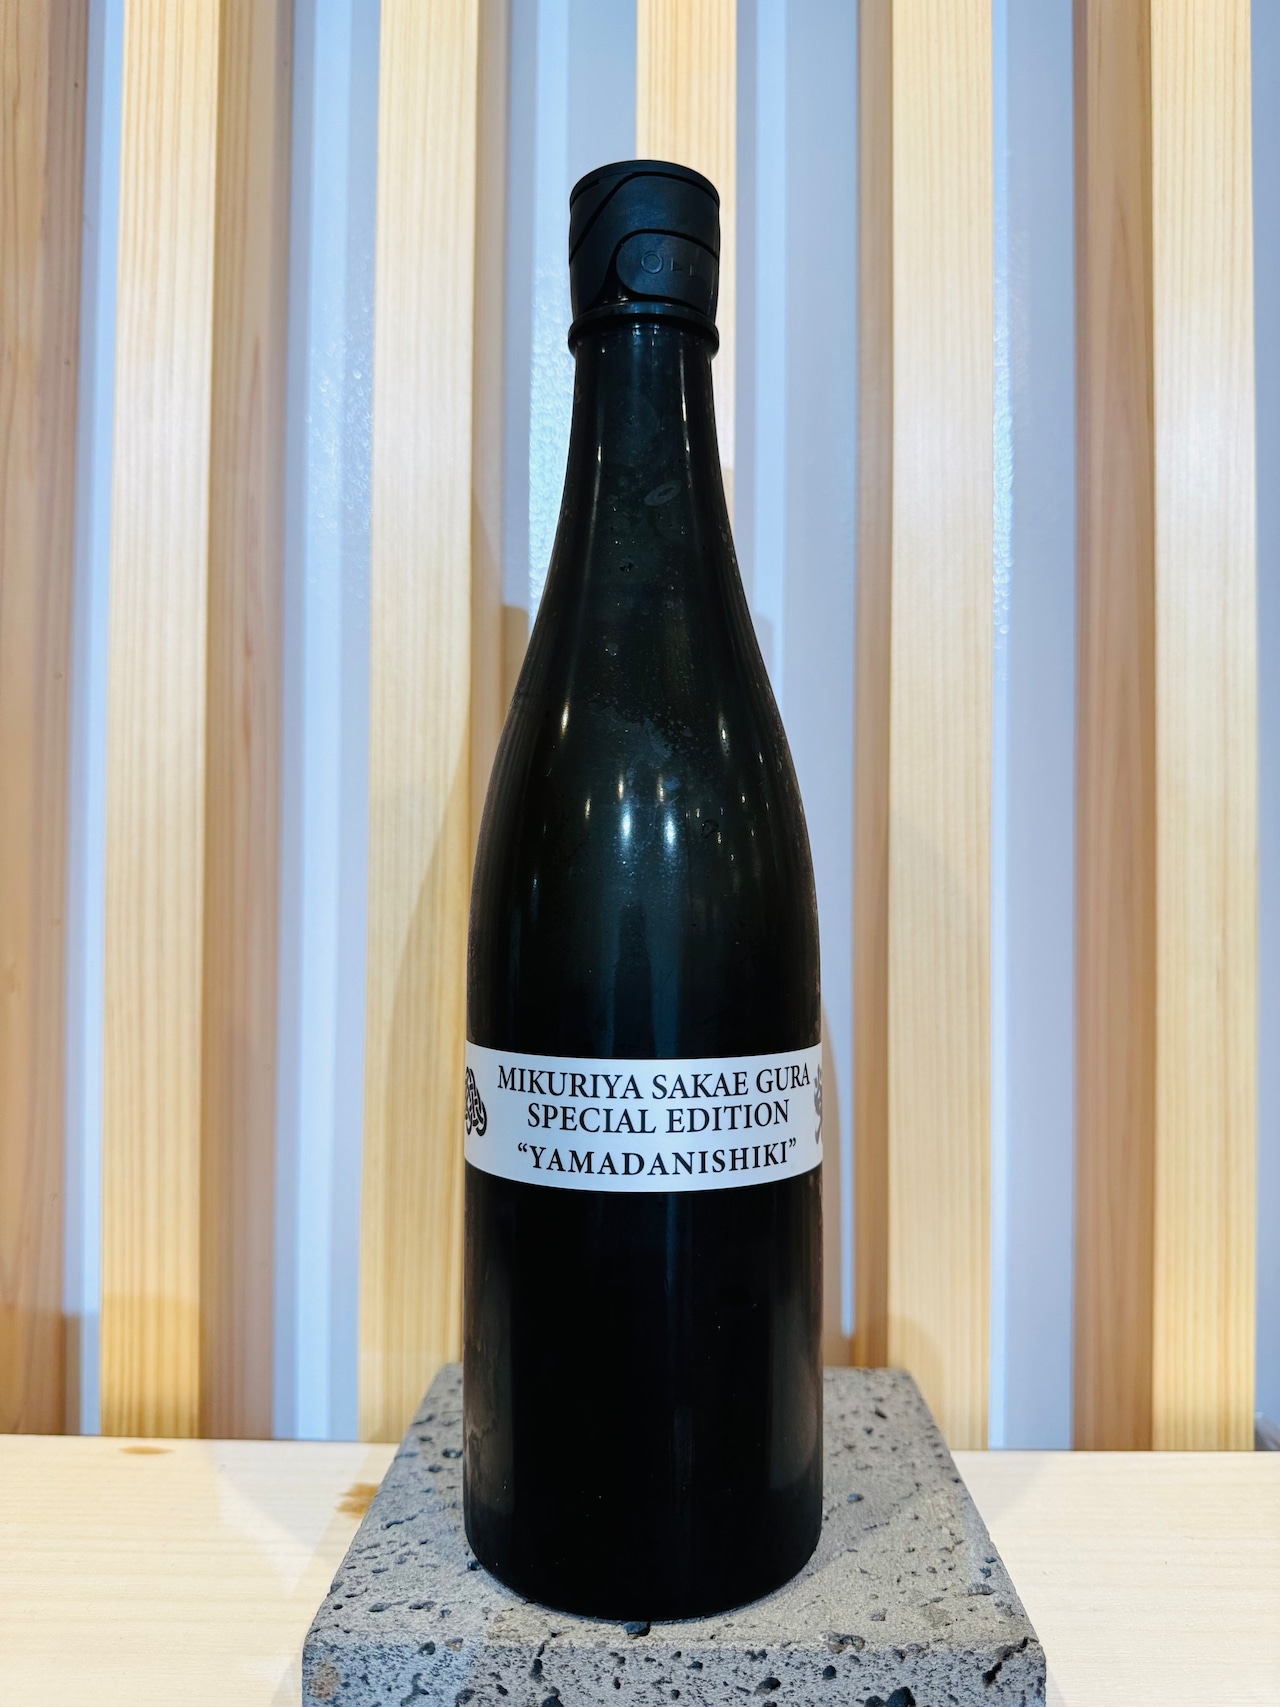 MIKURIYA SAKAE GURA
SPECIAL EDITION
“YAMADANISHIKI”